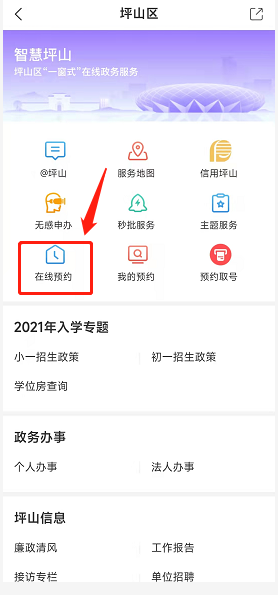 坪山区
智慧坪山
坪山区“一窗式”在线政务服务
@坪山 服务地图 信用坪山
无感申办 秒批服务 主题服务
在线预约 我的预约 预约取号
2021年入学专题
小一招生政策 初一招生政策
学位房查询
政务办事
个人办事 法人办事
坪山信息
廉政清风 工作报告
接访专栏 单位招聘